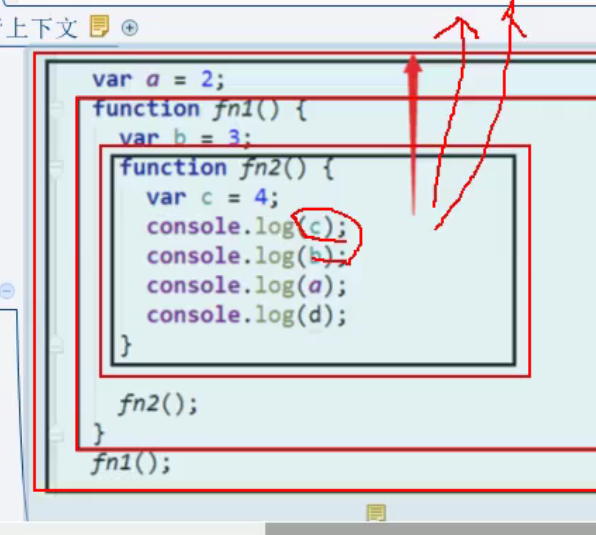 上下文
var a = 2;
function fn1() {
var b = 3;
function fn2() {
var c = 4;
console.log(c);
console.log(b);
console.log(a);
console.log(d);
}
fn2();
}
fn1();